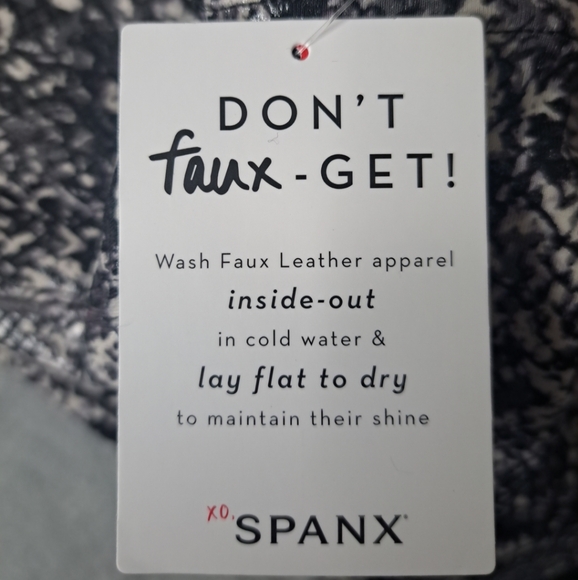 DON'T
faux-GET!
Wash Faux Leather apparel
inside-out
in cold water &
lay flat to dry
to maintain their shine
xo. SPANX